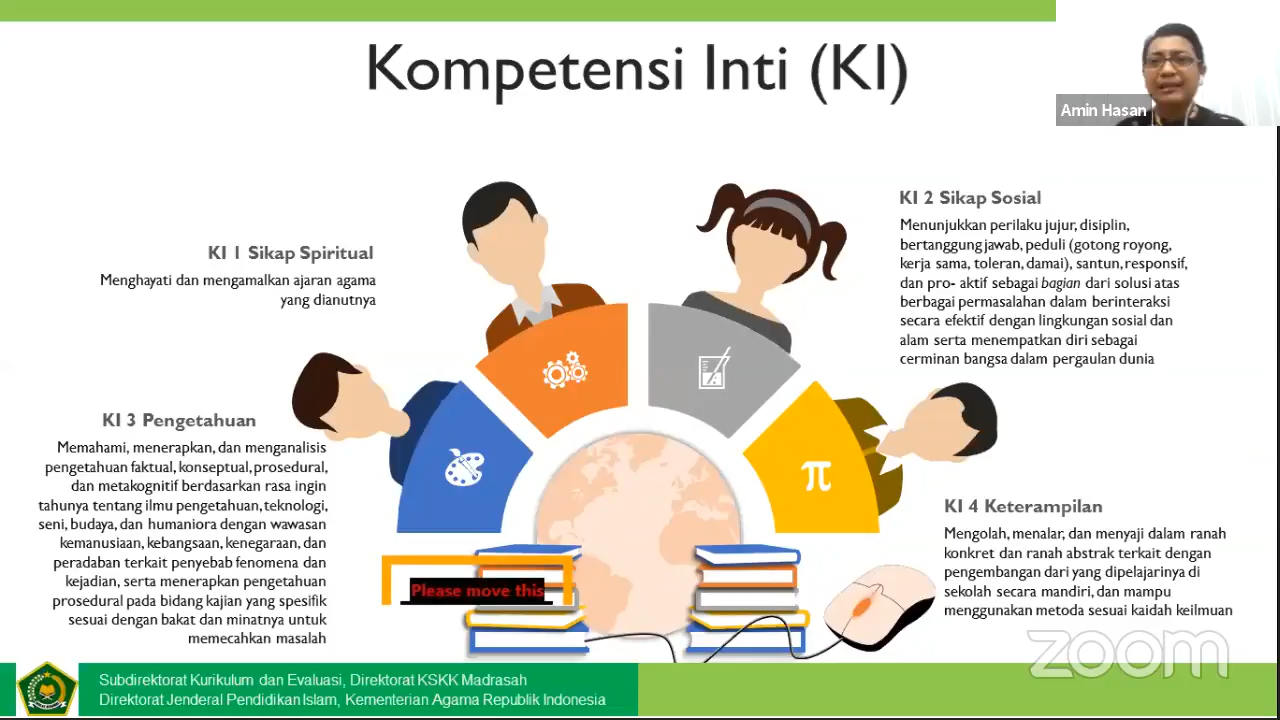 Kompetensi Inti (KI)
Amin Hasan
KI 1 Sikap Spiritual
Menghayati dan mengamalkan ajaran agama
yang dianutnya
KI 2 Sikap Sosial
Menunjukkan perilaku jujur, disiplin,
bertanggung jawab, peduli (gotong royong,
kerja sama, toleran, damai), santun, responsif,
dan pro- aktif sebagai bagian dari solusi atas
berbagai permasalahan dalam berinteraksi
secara efektif dengan lingkungan sosial dan
alam serta menempatkan diri sebagai
cerminan bangsa dalam pergaulan dunia
KI 3 Pengetahuan
Memahami, menerapkan, dan menganalisis
pengetahuan faktual, konseptual, prosedural,
dan metakognitif berdasarkan rasa ingin
tahunya tentang ilmu pengetahuan, teknologi,
seni, budaya, dan humaniora dengan wawasan
kemanusiaan, kebangsaan, kenegaraan, dan
peradaban terkait penyebab fenomena dan
kejadian, serta menerapkan pengetahuan
prosedural pada bidang kajian yang spesifik
sesuai dengan bakat dan minatnya untuk
memecahkan masalah
π
KI 4 Keterampilan
Mengolah, menalar, dan menyaji dalam ranah
konkret dan ranah abstrak terkait dengan
pengembangan dari yang dipelajarinya di
sekolah secara mandiri, dan mampu
menggunakan metoda sesuai kaidah keilmuan
Please move this
zoom
Subdirektorat Kurikulum dan Evaluasi, Direktorat KSKK Madrasah
Direktorat Jenderal Pendidikan Islam, Kementerian Agama Republik Indonesia